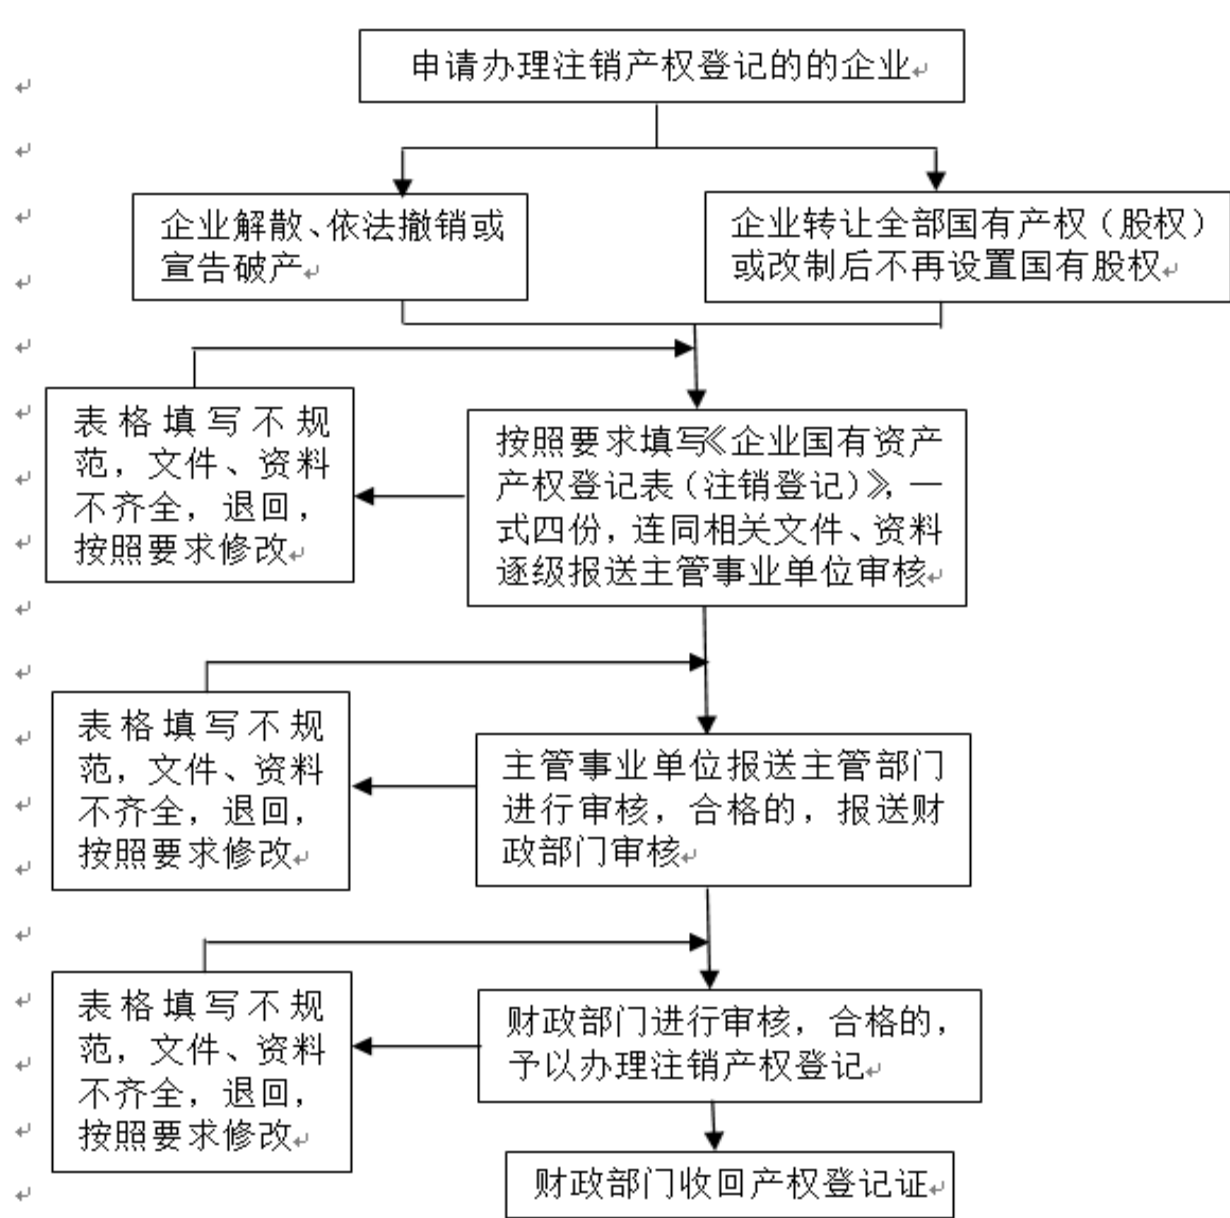 申请办理注销产权登记的的企业
企业解散、依法撤销或
宣告破产
企业转让全部国有产权（股权）
或改制后不再设置国有股权
表格填写不规
范，文件、资料
不齐全，退回，
按照要求修改
按照要求填写《企业国有资产
产权登记表（注销登记）》，一
式四份，连同相关文件、资料
逐级报送主管事业单位审核
表格填写不规
范，文件、资料
不齐全，退回，
按照要求修改
主管事业单位报送主管部门
进行审核，合格的，报送财
政部门审核
表格填写不规
范，文件、资料
不齐全，退回，
按照要求修改
财政部门进行审核，合格的，
予以办理注销产权登记
财政部门收回产权登记证